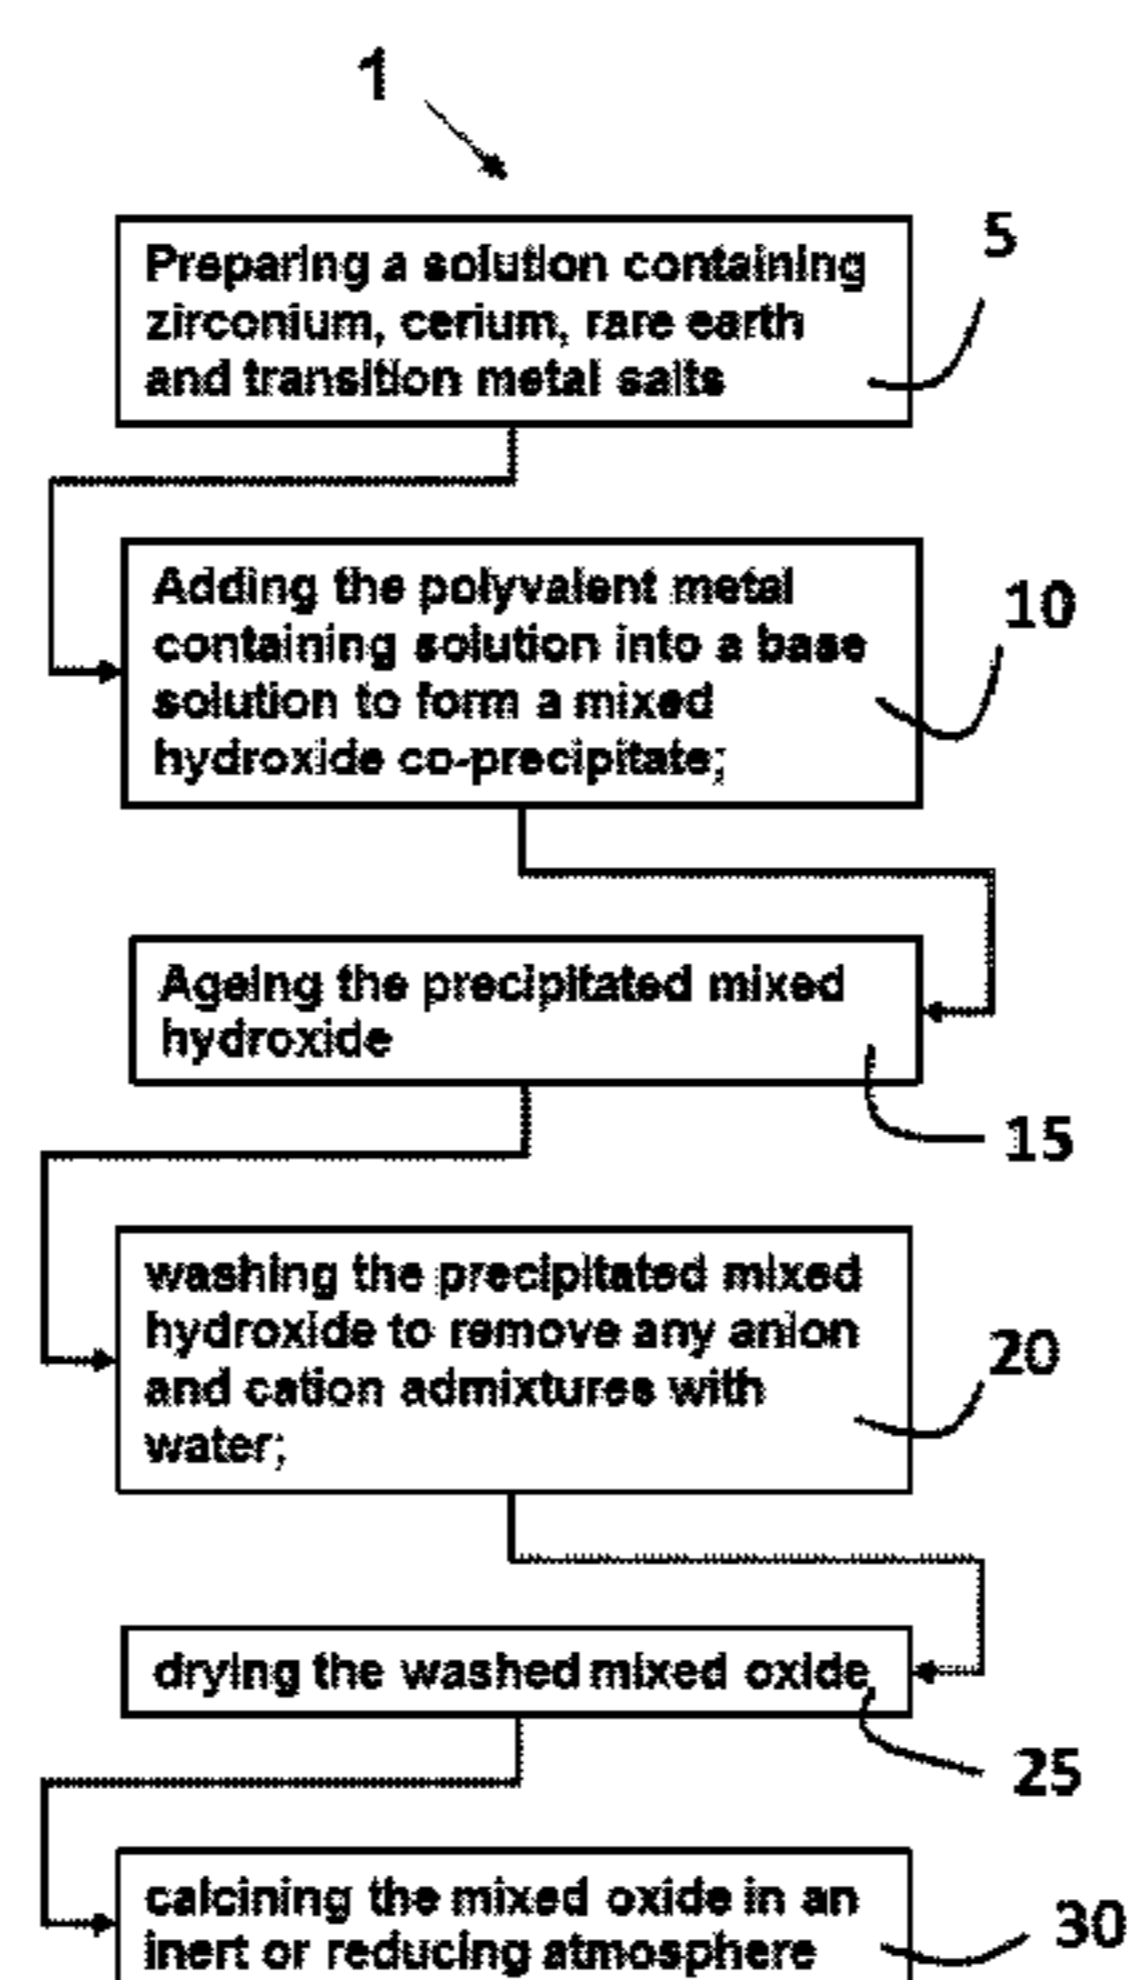 1
5
Preparing a solution containing
zirconium, cerium, rare earth
and transition metal salts
10
Adding the polyvalent metal
containing solution into a base
solution to form a mixed
hydroxide co-precipitate;
Ageing the precipitated mixed
hydroxide
15
washing the precipitated mixed
hydroxide to remove any anion
and cation admixtures with
water;
20
drying the washed mixed oxide
25
calcining the mixed oxide in an
inert or reducing atmosphere
30